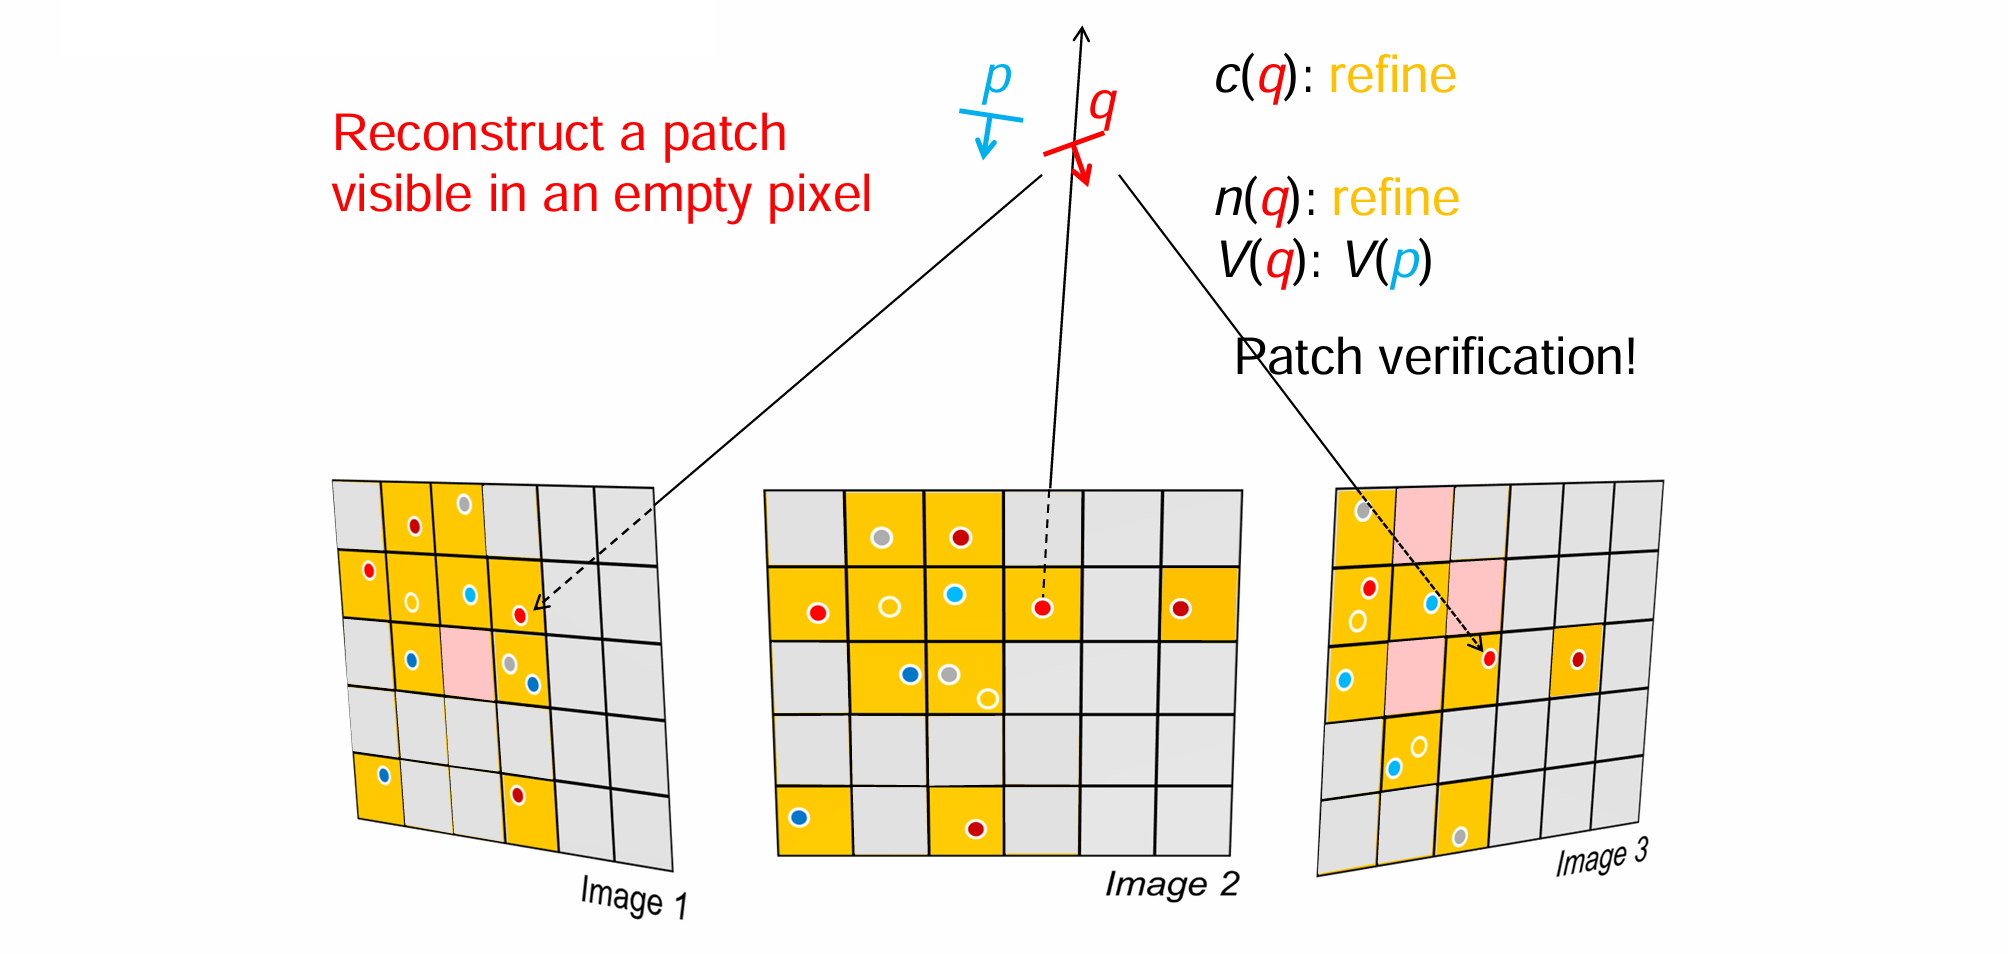 Reconstruct a patch
visible in an empty pixel
p
q
c(q): refine
n(q): refine
V(q): V(p)
Patch verification!
Image 1
Image 2
Image 3